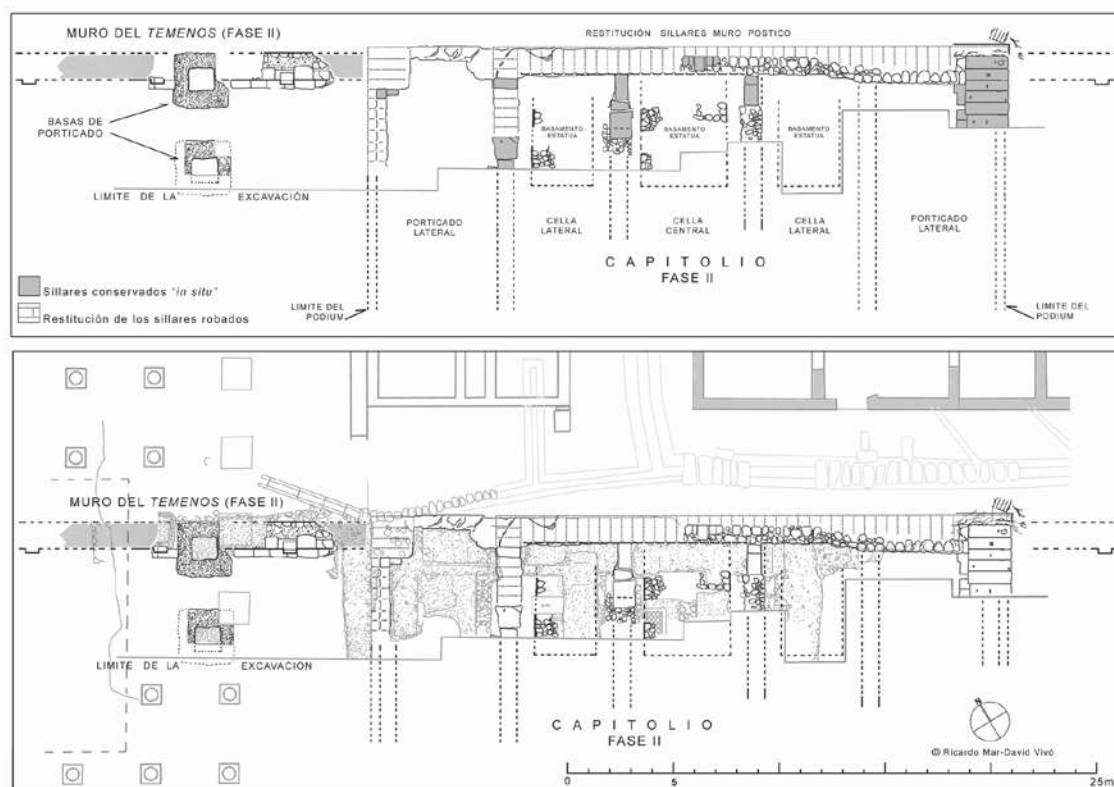 MURO DEL TEMENOS (FASE II)
RESTITUCIÓN SILLARES MURO POSTICO
BASAS DE
PORTICADO
BASAMENTO
ESTATUA
BASAMENTO
ESTATUA
BASAMENTO
ESTATUA
LIMITE DE LA EXCAVACIÓN
PORTICADO
LATERAL
CELLA
LATERAL
CELLA
CENTRAL
CELLA
LATERAL
PORTICADO
LATERAL
CAPITOLIO
FASE II
Sillares conservados "in situ"
Restitución de los sillares robados
LIMITE DEL
PODIUM
LIMITE DEL
PODIUM
MURO DEL TEMENOS (FASE II)
LIMITE DE LA EXCAVACIÓN
CAPITOLIO
FASE II
N
© Ricardo Mar-David Vivó
0 5 25m